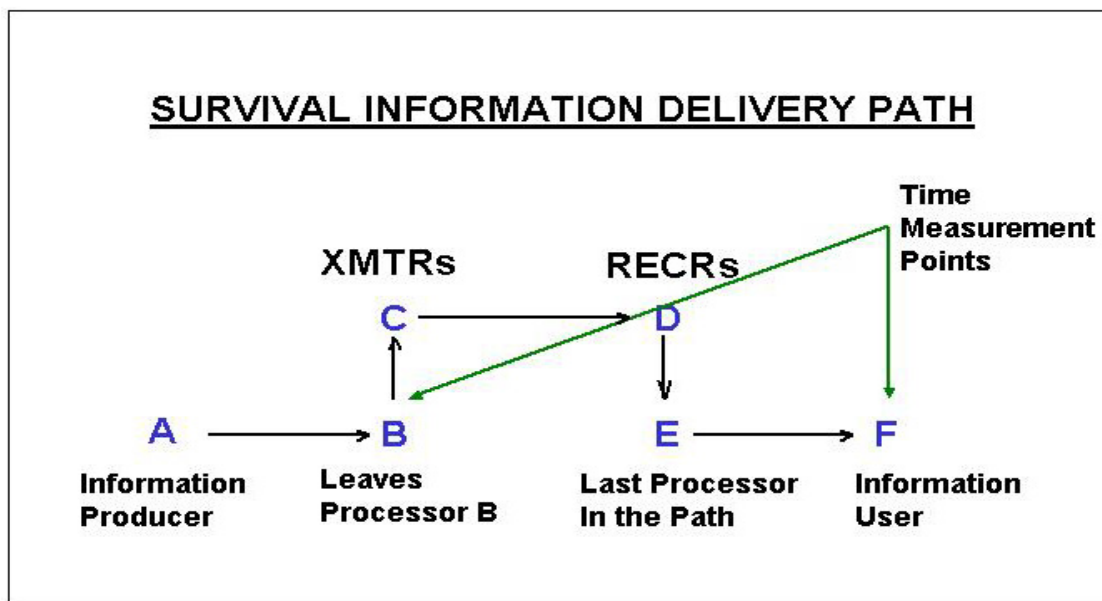 SURVIVAL INFORMATION DELIVERY PATH
Time
Measurement
Points
XMTRs
RECRs
C
D
A
B
E
F
Information
Producer
Leaves
Processor B
Last Processor
In the Path
Information
User